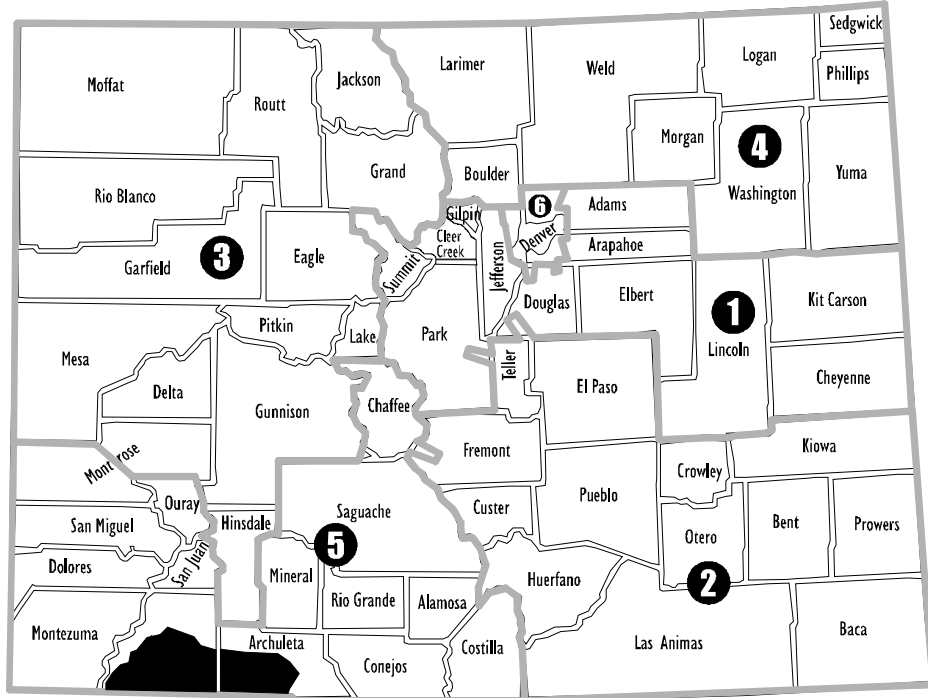 Sedgwick
Moffat
Routt
Jackson
Larimer
Weld
Logan
Phillips
Morgan
4
Washington
Yuma
Rio Blanco
Grand
Boulder
Gilpin
Cleer
Creek
6
Denver
Adams
Arapahoe
3
Garfield
Eagle
Summit
Jefferson
Douglas
Elbert
1
Lincoln
Kit Carson
Cheyenne
Mesa
Pitkin
Lake
Park
Teller
El Paso
Delta
Gunnison
Chaffee
Fremont
Crowley
Kiowa
Montrose
Ouray
Hinsdale
Saguache
Custer
Pueblo
Otero
Bent
Prowers
San Miguel
Dolores
San Juan
5
Mineral
Rio Grande
Alamosa
Huerfano
2
Montezuma
Archuleta
Conejos
Costilla
Las Animas
Baca